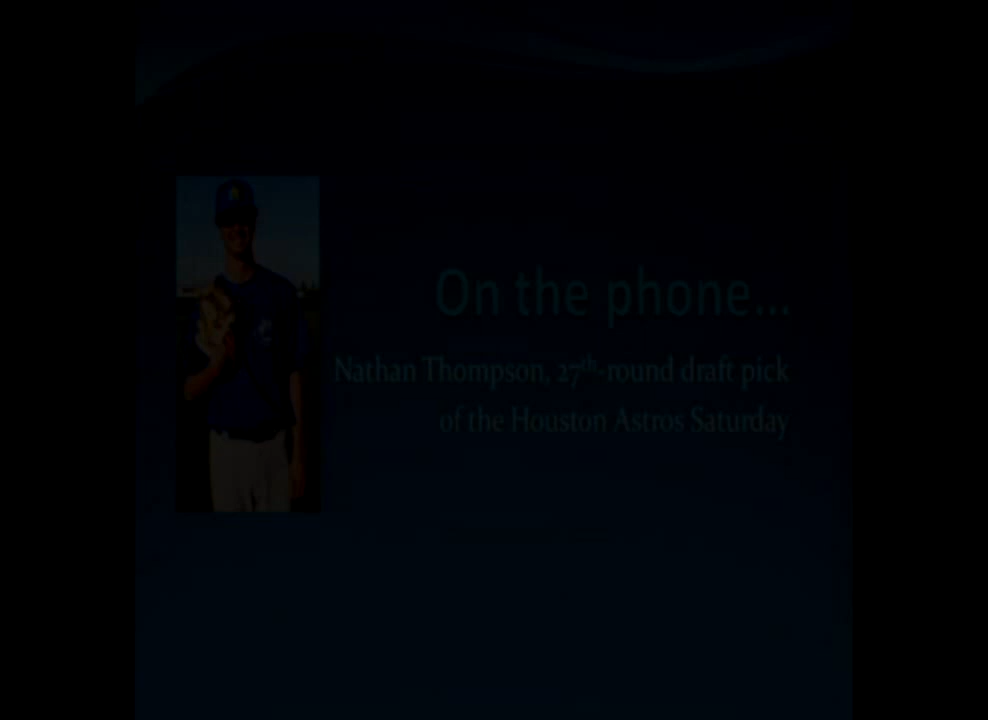 On the phone...
Nathan Thompson, 27th-round draft pick
of the Houston Astros Saturday